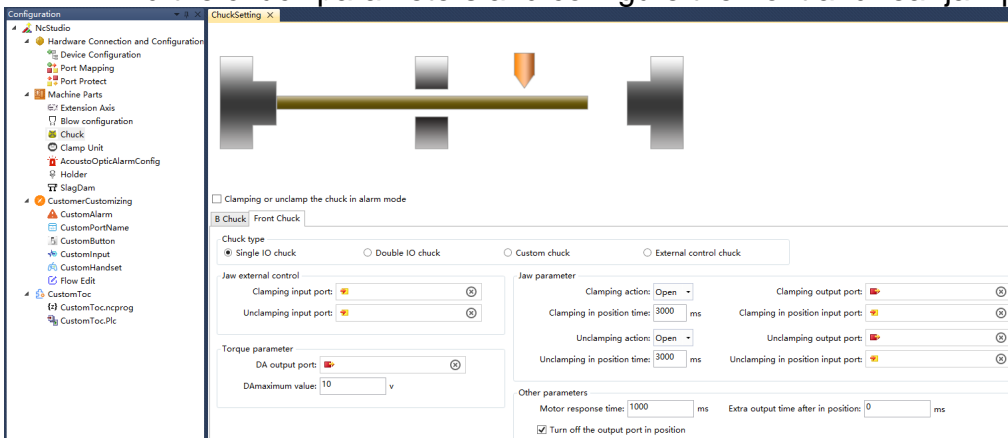 Configuration
ChuckSetting
NcStudio
Hardware Connection and Configuration
Device Configuration
Port Mapping
Port Protect
Machine Parts
Extension Axis
Blow configuration
Chuck
Clamp Unit
AcoustoOpticAlarmConfig
Holder
SlagDam
CustomerCustomizing
CustomAlarm
CustomPortName
CustomButton
CustomInput
CustomHandset
Flow Edit
CustomToc
CustomToc.ncprog
CustomToc.Plc
Clamping or unclamp the chuck in alarm mode
B Chuck Front Chuck
Chuck type
Single IO chuck Double IO chuck Custom chuck External control chuck
Jaw external control
Clamping input port:
Unclamping input port:
Torque parameter
DA output port:
DAmaximum value: 10 v
Jaw parameter
Clamping action: Open Clamping output port:
Clamping in position time: 3000 ms Clamping in position input port:
Unclamping action: Open Unclamping output port:
Unclamping in position time: 3000 ms Unclamping in position input port:
Other parameters
Motor response time: 1000 ms Extra output time after in position: 0 ms
Turn off the output port in position